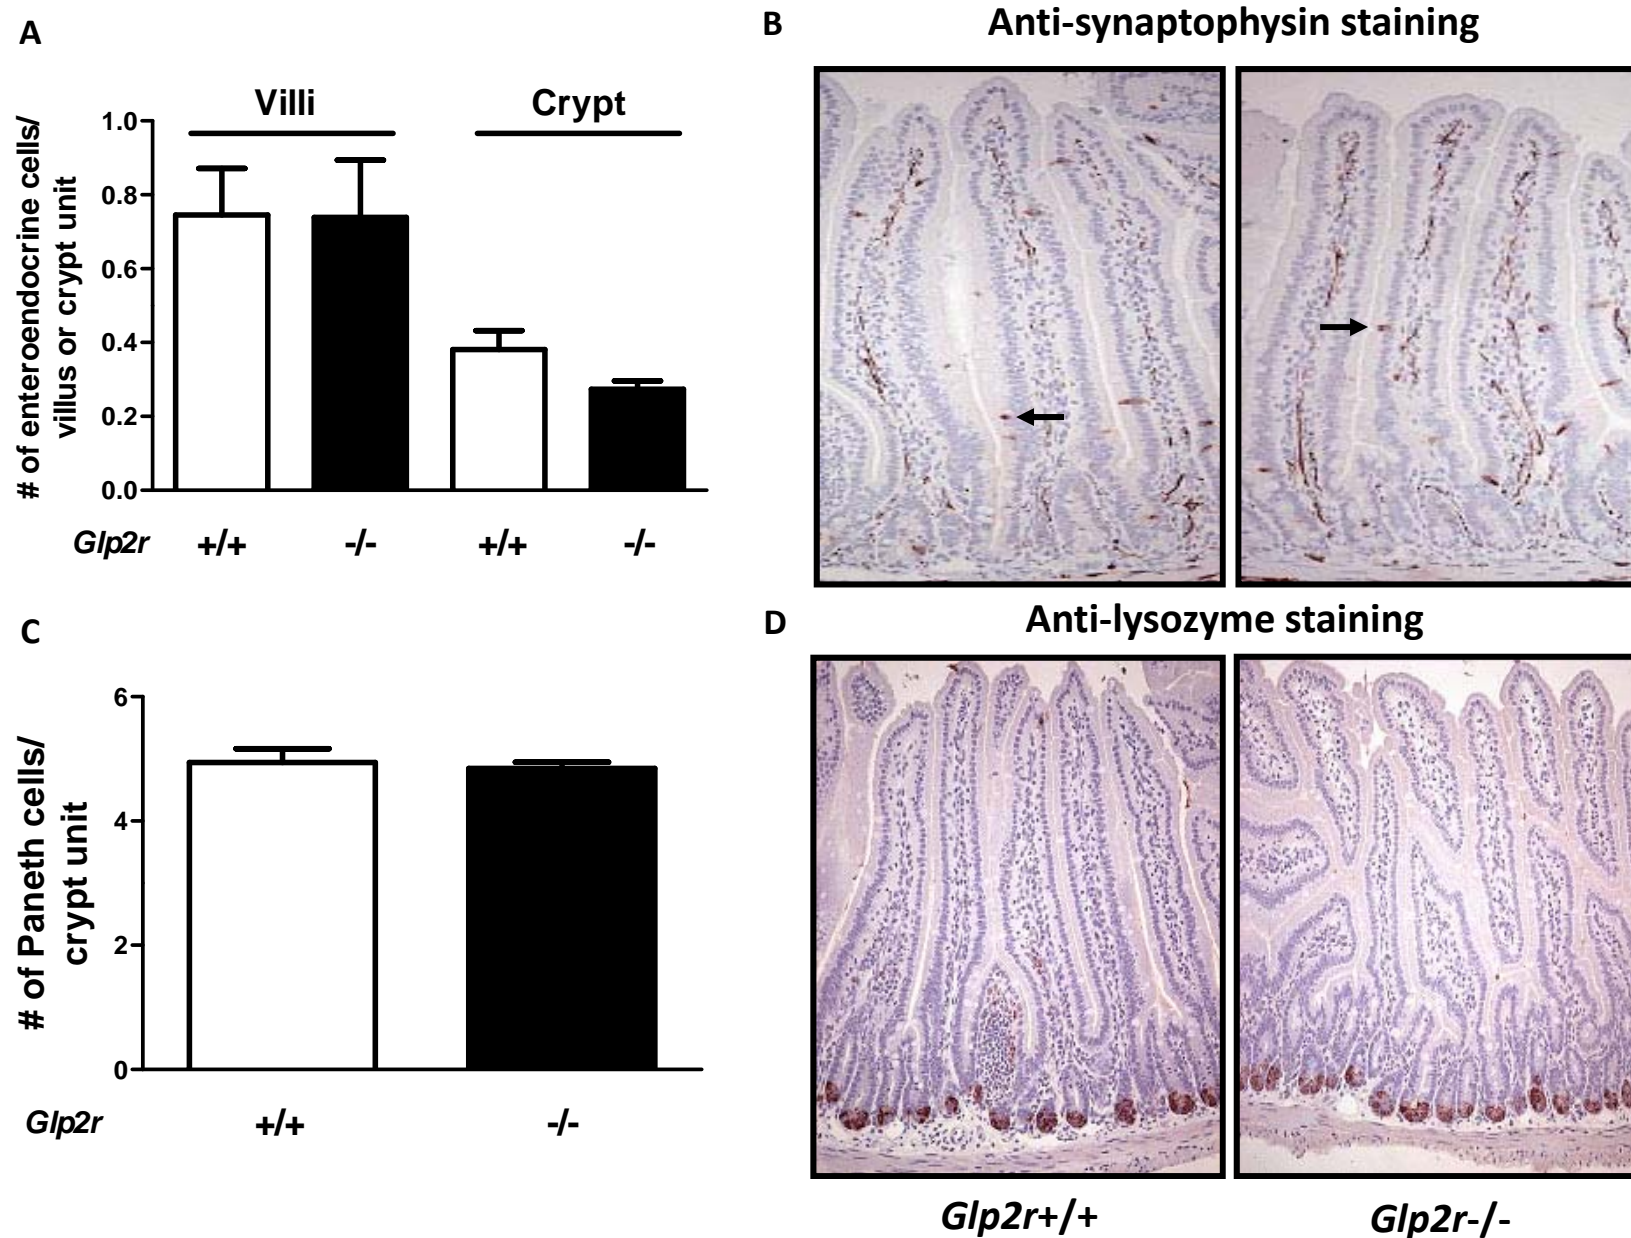 A
# of enteroendocrine cells/
villus or crypt unit
Villi
Crypt
1.0
0.8
0.6
0.4
0.2
0.0
Glp2r +/+ -/- +/+ -/-
B
Anti-synaptophysin staining
C
# of Paneth cells/
crypt unit
6
4
2
0
Glp2r +/+ -/-
D
Anti-lysozyme staining
Glp2r+/+
Glp2r-/-